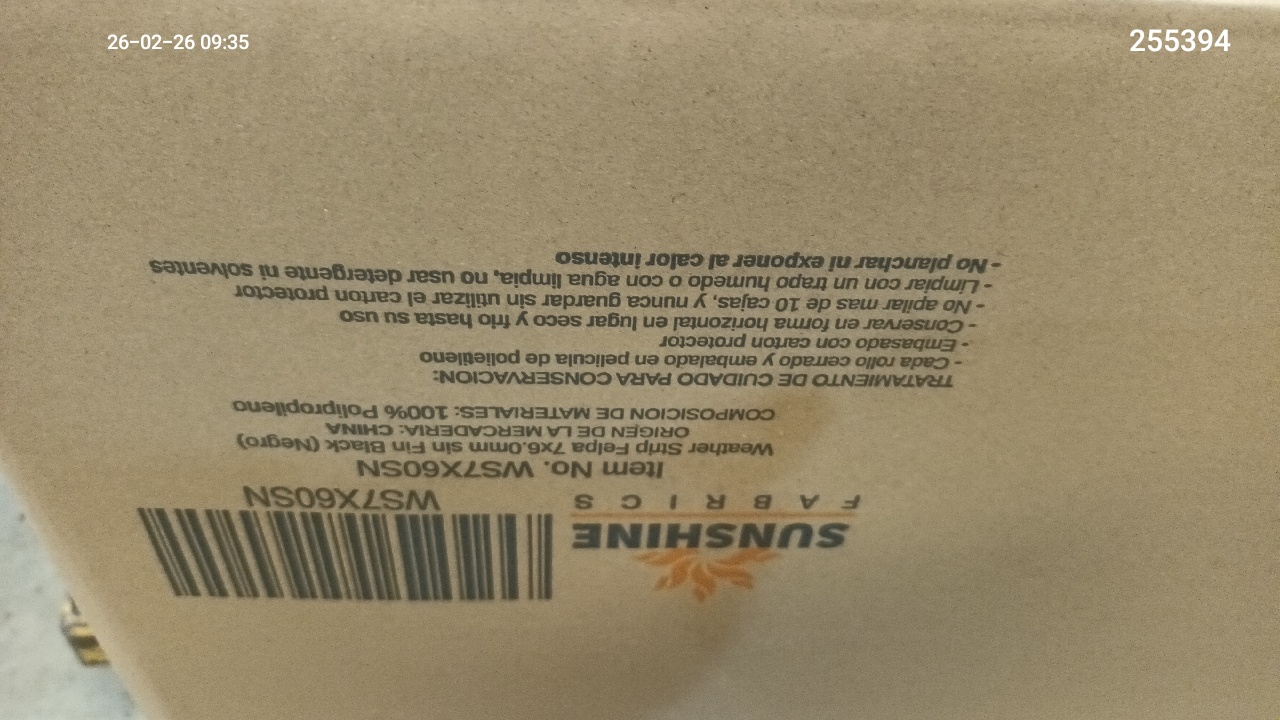 26-02-26 09:35
255394
SUNSHINE
FABRICS
WS7X60SN
Item No. WS7X60SN
Weather Strip Felpa 7x6.0mm sin Fin Black (Negro)
ORIGEN DE LA MERCADERIA: CHINA
COMPOSICION DE MATERIALES: 100% Polipropileno
TRATAMIENTO DE CUIDADO PARA CONSERVACION:
- Cada rollo cerrado y embalado en pelicula de polietileno
- Embasado con carton protector
- Conservar en forma horizontal en lugar seco y frio hasta su uso
- No apilar mas de 10 cajas, y nunca guardar sin utilizar el carton protector
- Limpiar con un trapo humedo o con agua limpia, no usar detergente ni solventes
- No planchar ni exponer al calor intenso